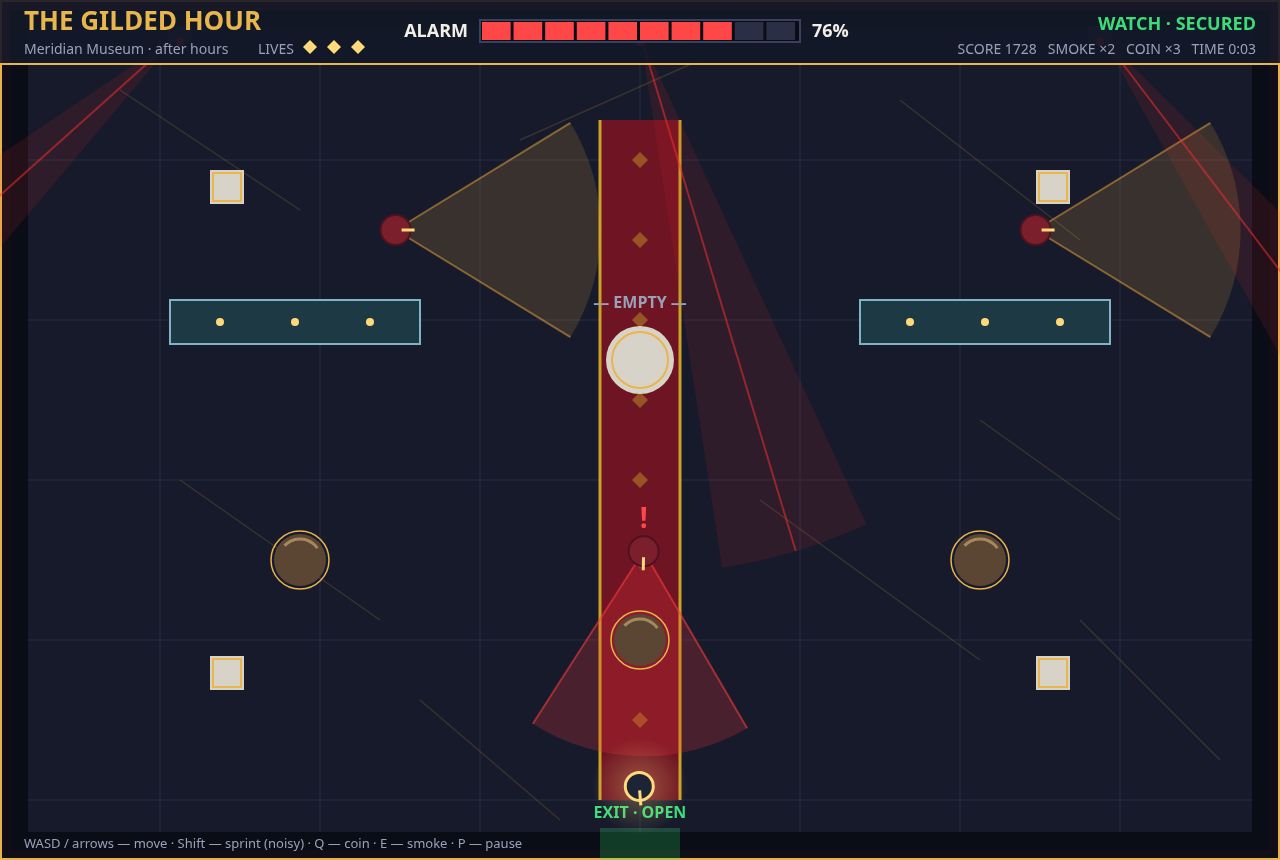 THE GILDED HOUR
Meridian Museum · after hours LIVES
ALARM 76%
WATCH · SECURED
SCORE 1728 SMOKE ×2 COIN ×3 TIME 0:03
— EMPTY —
!
EXIT · OPEN
WASD / arrows — move · Shift — sprint (noisy) · Q — coin · E — smoke · P — pause